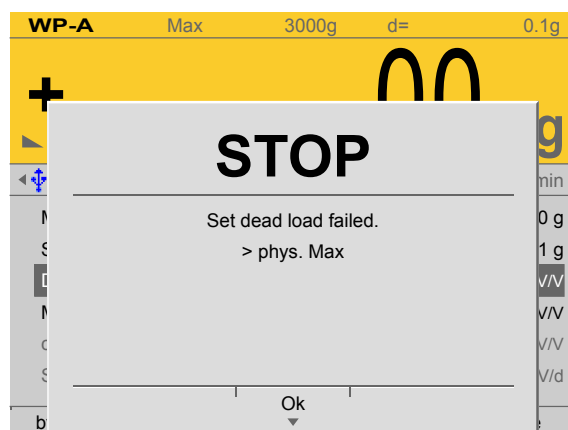 WP-A Max 3000g d= 0.1g
+ 00 g
STOP
min
Set dead load failed.
0 g
> phys. Max
1 g
V/V
V/V
V/V
V/d
Ok